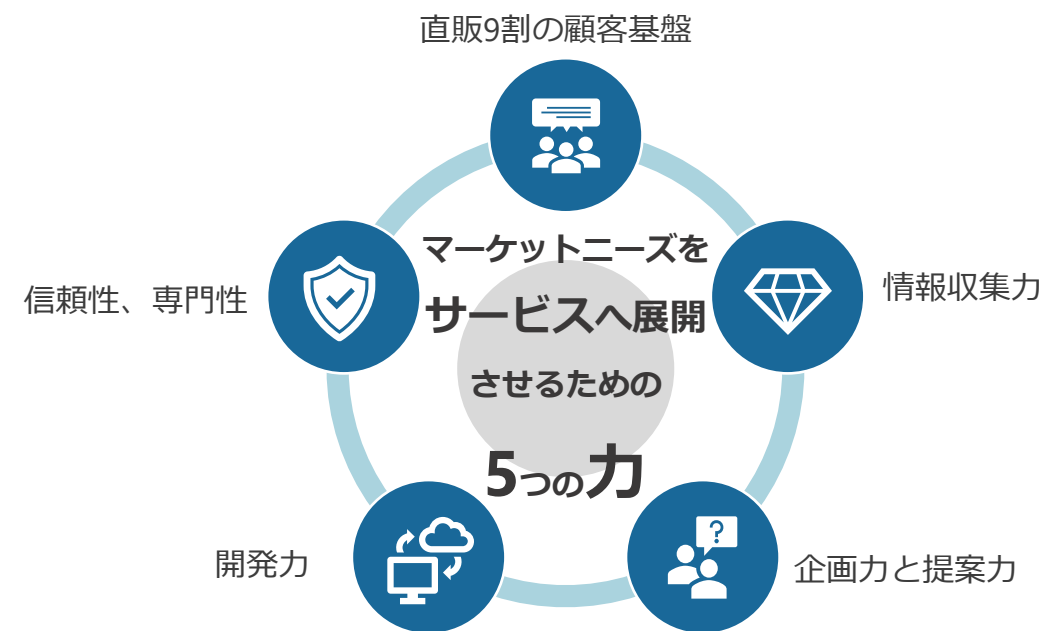 直販9割の顧客基盤
マーケットニーズを
サービスへ展開
させるための
5つの力
情報収集力
企画力と提案力
?
開発力
信頼性、専門性